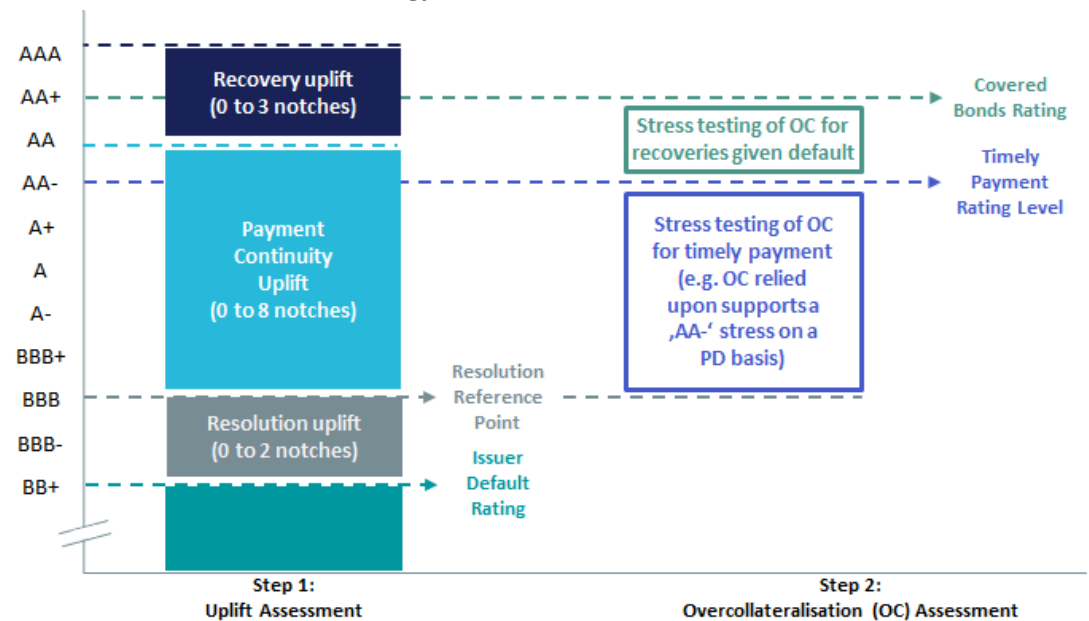 gy
AAA
AA+
AA
AA-
A+
A
A-
BBB+
BBB
BBB-
BB+
Recovery uplift
(0 to 3 notches)
Payment
Continuity
Uplift
(0 to 8 notches)
Resolution uplift
(0 to 2 notches)
Resolution
Reference
Point
Issuer
Default
Rating
Stress testing of OC for
recoveries given default
Stress testing of OC
for timely payment
(e.g. OC relied
upon supports a
‚AA-‘ stress on a
PD basis)
Covered
Bonds Rating
Timely
Payment
Rating Level
Step 1:
Uplift Assessment
Step 2:
Overcollateralisation (OC) Assessment